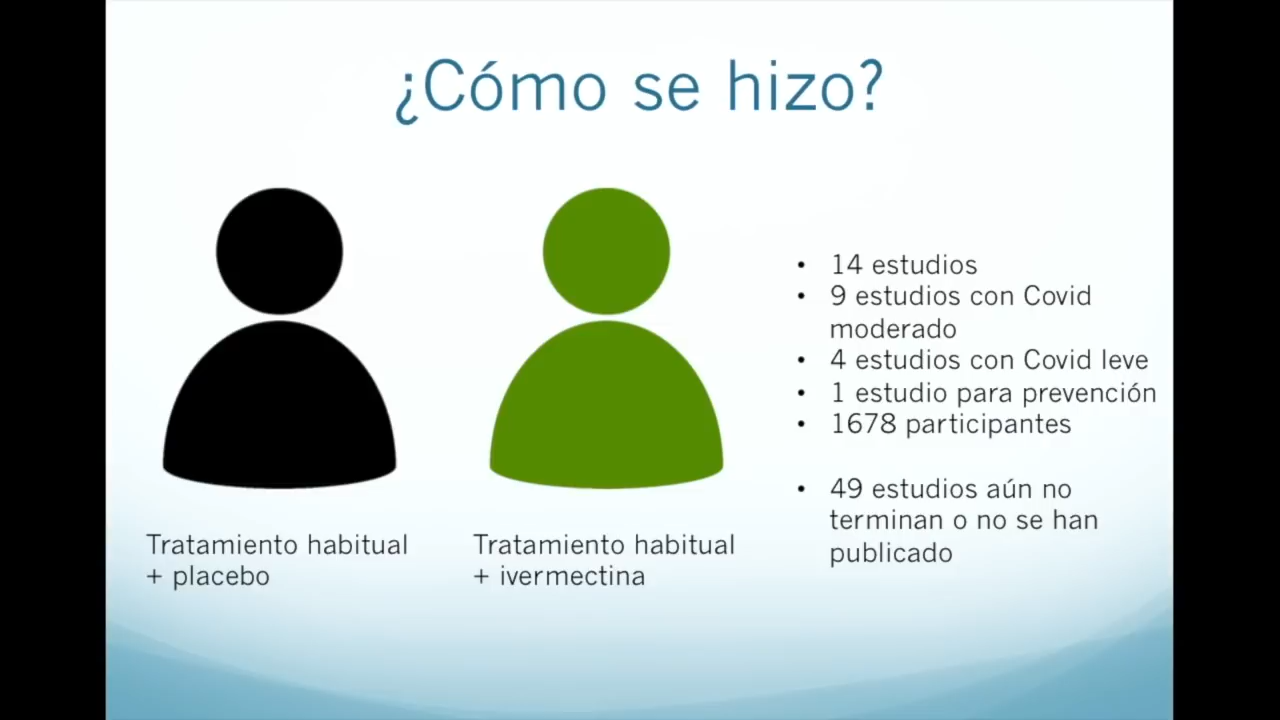 ¿Cómo se hizo?
Tratamiento habitual
+ placebo
Tratamiento habitual
+ ivermectina
• 14 estudios
• 9 estudios con Covid
moderado
• 4 estudios con Covid leve
• 1 estudio para prevención
• 1678 participantes
• 49 estudios aún no
terminan o no se han
publicado